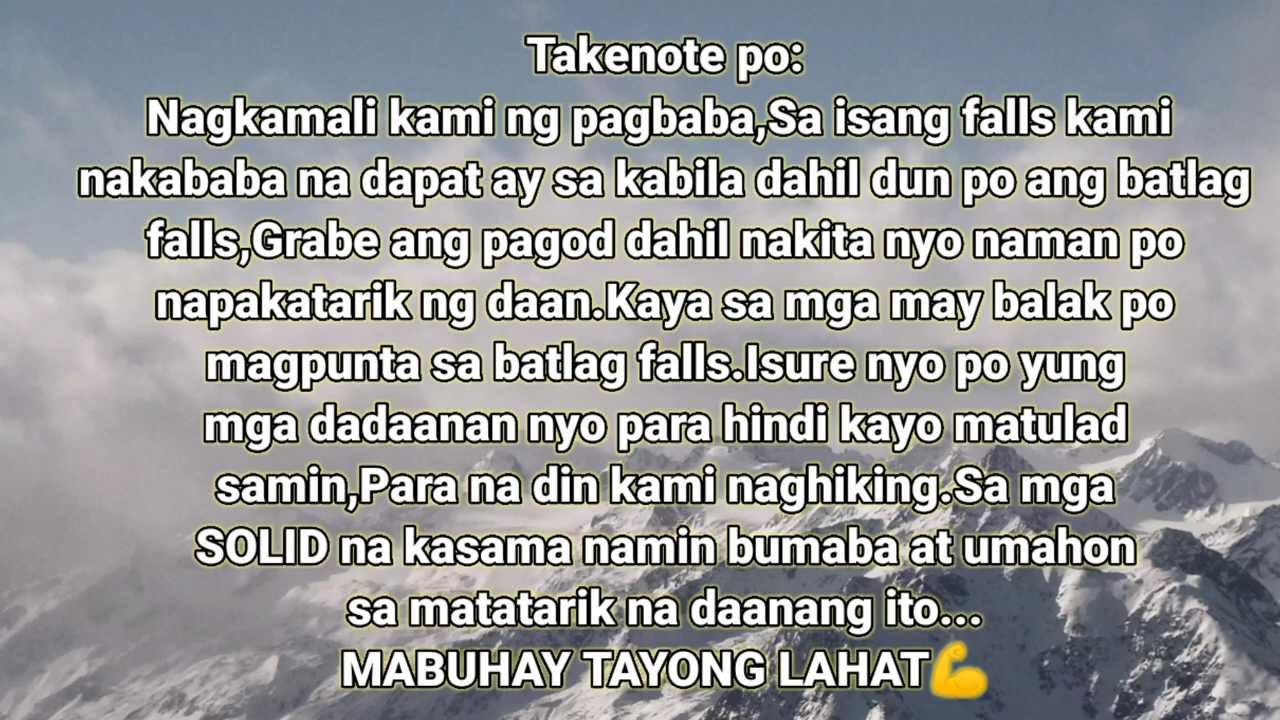 Takenote po:
Nagkamali kami ng pagbaba,Sa isang falls kami
nakababa na dapat ay sa kabila dahil dun po ang batlag
falls,Grabe ang pagod dahil nakita nyo naman po
napakatarik ng daan.Kaya sa mga may balak po
magpunta sa batlag falls.Isure nyo po yung
mga dadaanan nyo para hindi kayo matulad
samin,Para na din kami naghiking.Sa mga
SOLID na kasama namin bumaba at umahon
sa matatarik na daanang ito...
MABUHAY TAYONG LAHAT💪